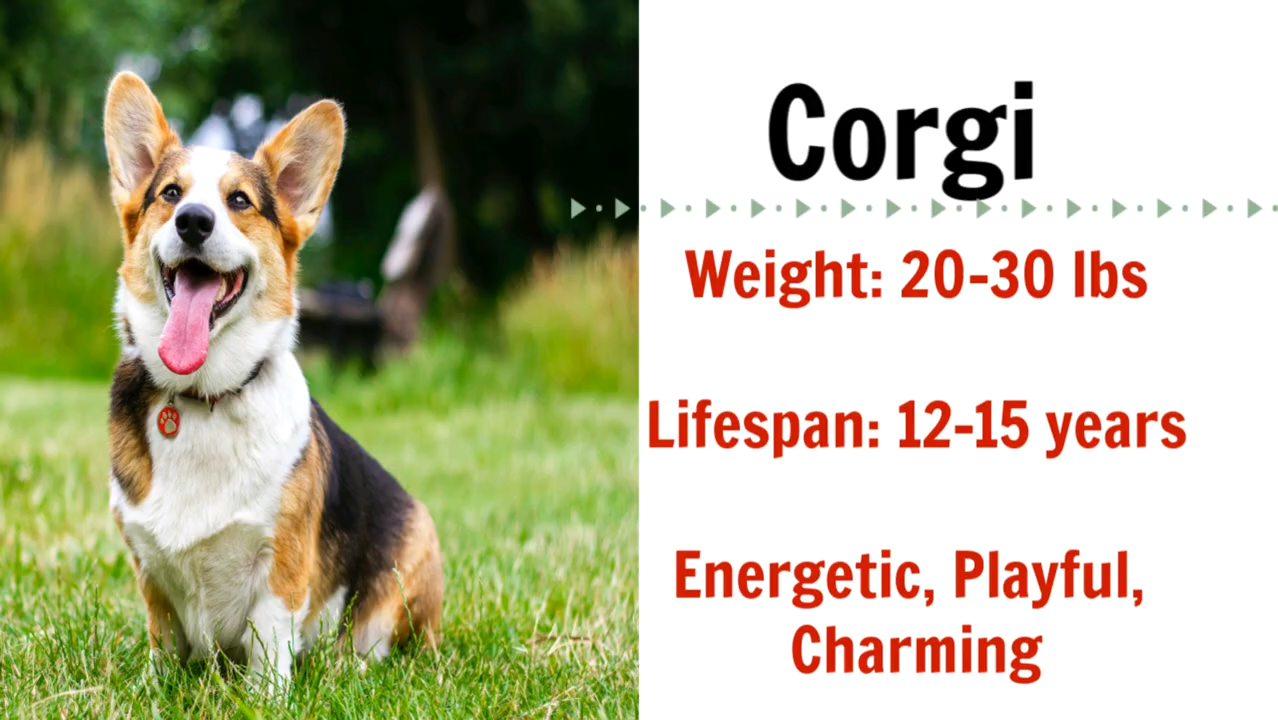 Corgi
Weight: 20-30 lbs
Lifespan: 12-15 years
Energetic, Playful,
Charming